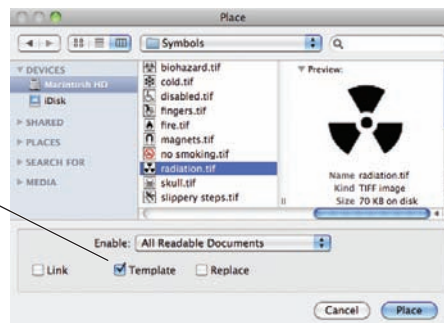 Place
Symbols
DEVICES
Macintosh HD
iDisk
SHARED
PLACES
SEARCH FOR
MEDIA
biohazard.tif
cold.tif
disabled.tif
fingers.tif
fire.tif
magnets.tif
no smoking.tif
radiation.tif
skull.tif
slippery steps.tif
Preview:
Name radiation.tif
Kind TIFF image
Size 70 KB on disk
Enable: All Readable Documents
Link Template Replace
Cancel Place